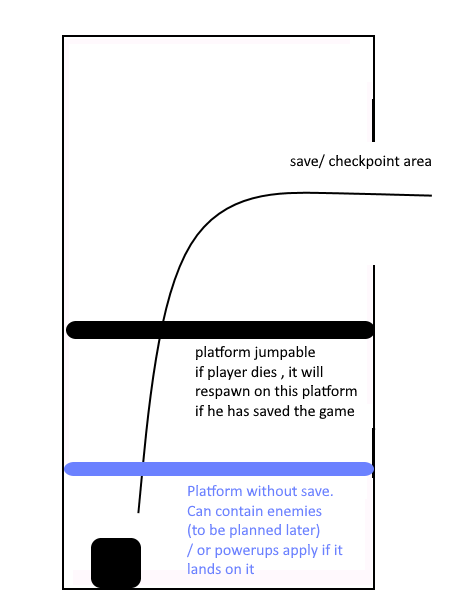 save/ checkpoint area
platform jumpable
if player dies , it will
respawn on this platform
if he has saved the game
Platform without save.
Can contain enemies
(to be planned later)
/ or powerups apply if it
lands on it